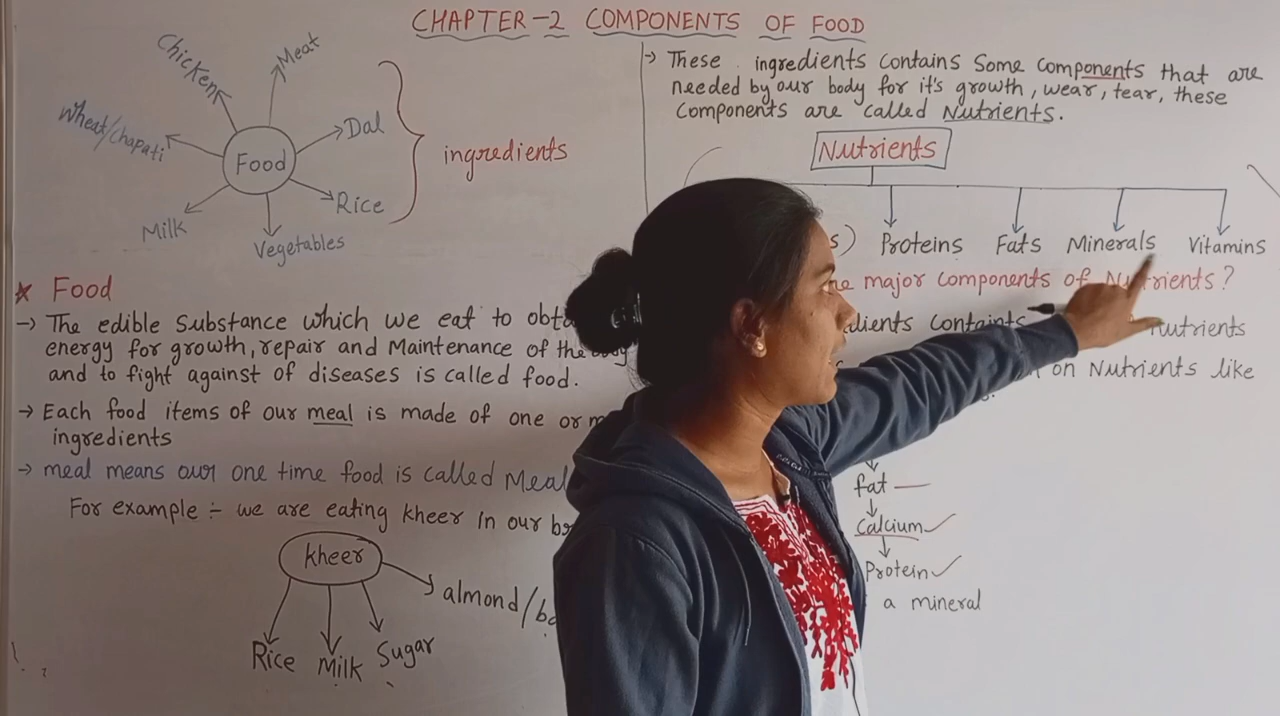 CHAPTER-2 COMPONENTS OF FOOD
Chicken
Meat
Wheat/chapati
Dal
Food
ingredients
Rice
Milk
Vegetables
* Food
→ The edible substance which we eat to
energy for growth, repair and Maintenance of the
and to fight against of diseases is called food.
→ Each food items of our meal is made of one or
ingredients
→ meal means our one time food is called Meal
For example :- we are eating kheer in our
kheer
almond/
Rice Milk Sugar
→ These ingredients contains Some components that are
needed by our body for it's growth, wear, tear, these
Components are called Nutrients.
Nutrients
Proteins Fats Minerals Vitamins
major components of Nutrients?
nutrients
on Nutrients like
fat
Calcium ✓
Protein ✓
a mineral